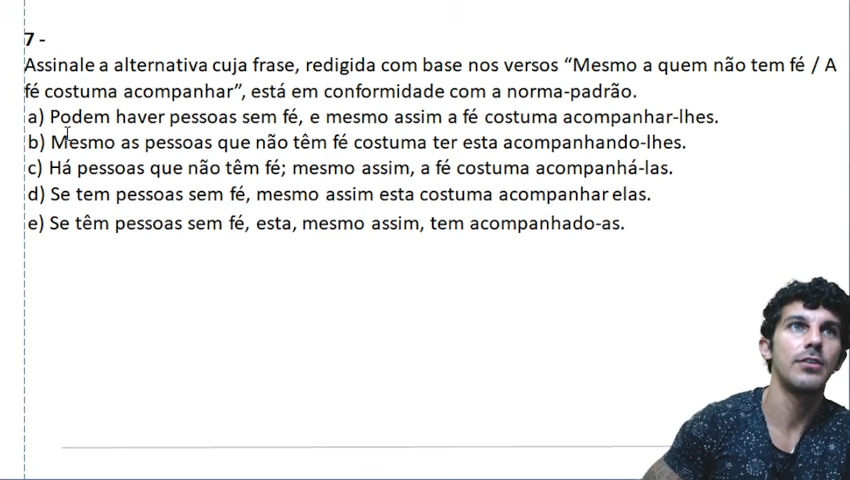 7 -
Assinale a alternativa cuja frase, redigida com base nos versos “Mesmo a quem não tem fé / A
fé costuma acompanhar”, está em conformidade com a norma-padrão.
a) Podem haver pessoas sem fé, e mesmo assim a fé costuma acompanhar-lhes.
b) Mesmo as pessoas que não têm fé costuma ter esta acompanhando-lhes.
c) Há pessoas que não têm fé; mesmo assim, a fé costuma acompanhá-las.
d) Se tem pessoas sem fé, mesmo assim esta costuma acompanhar elas.
e) Se têm pessoas sem fé, esta, mesmo assim, tem acompanhado-as.